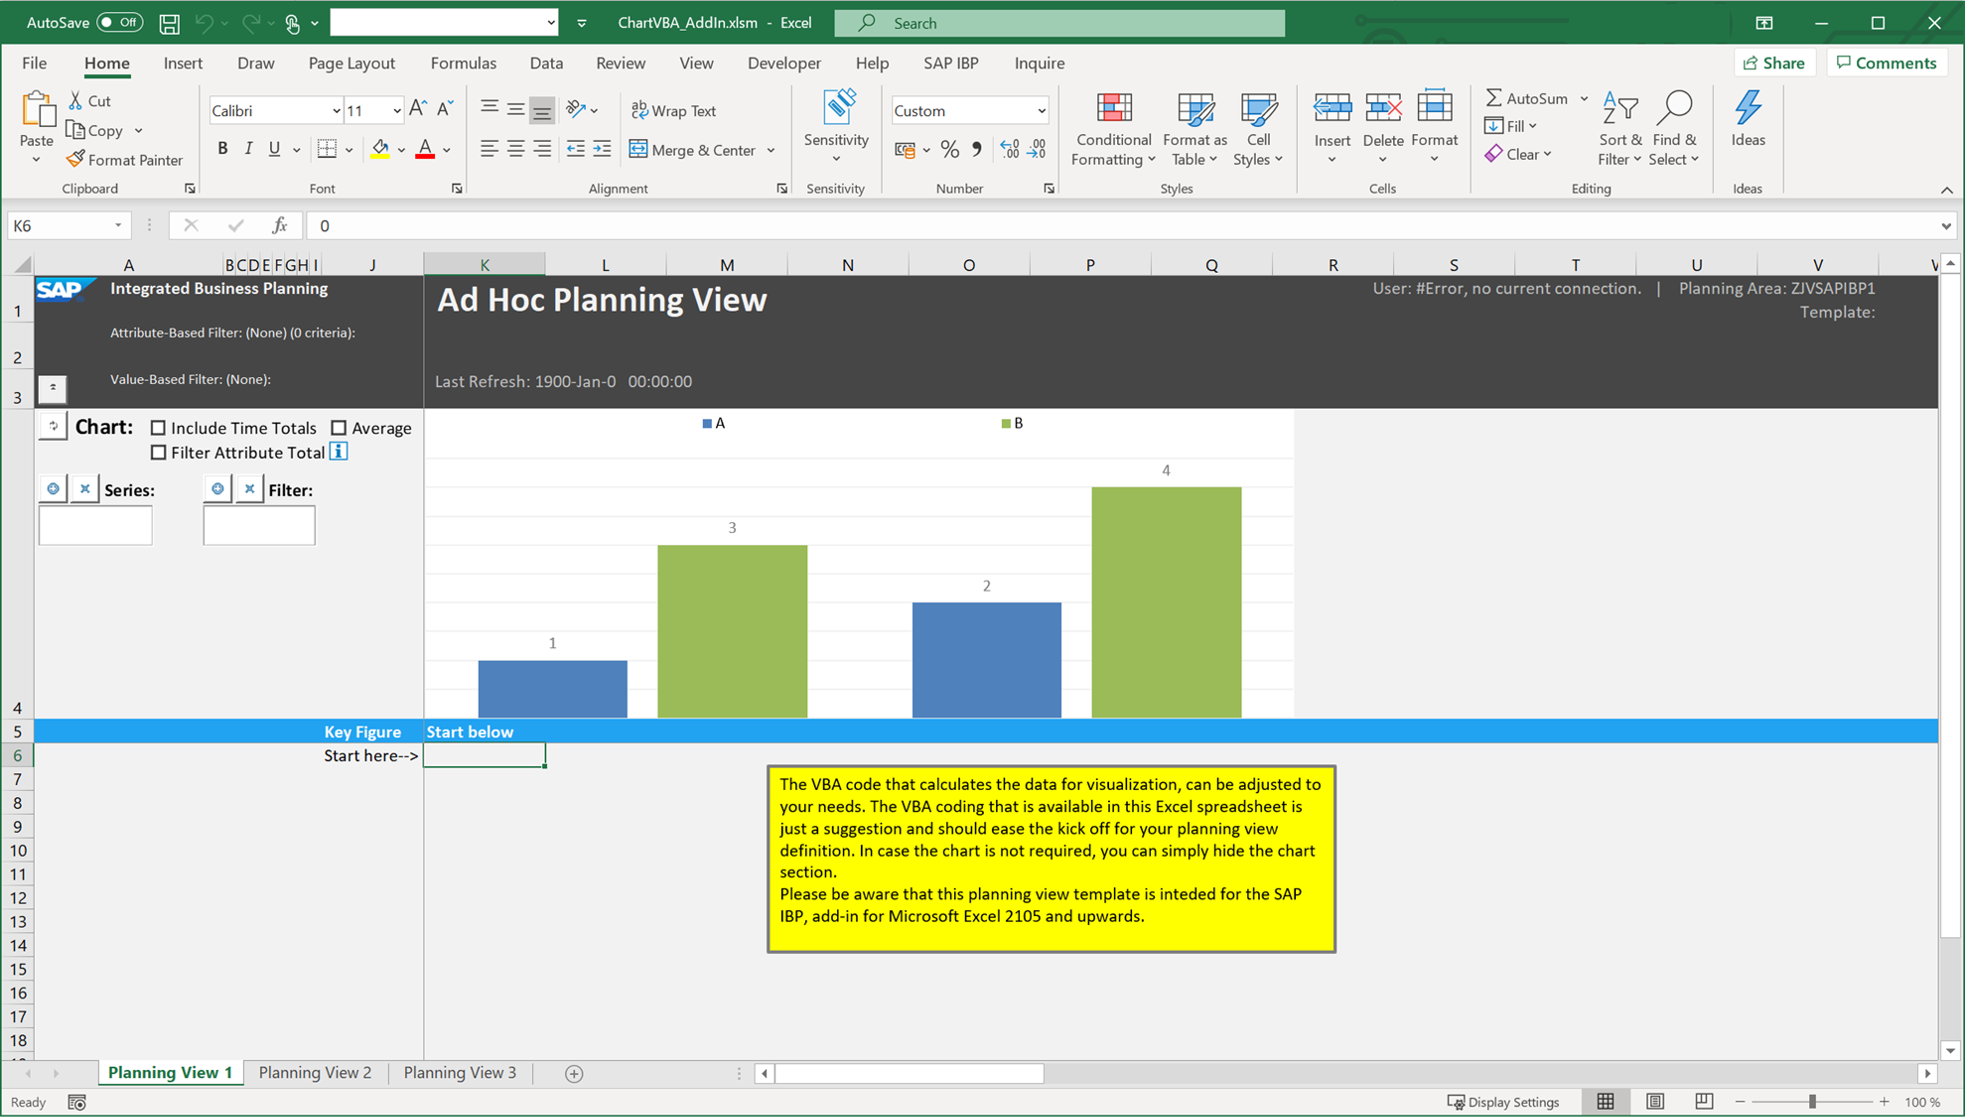 AutoSave Off ChartVBA_AddIn.xlsm - Excel Search
File Home Insert Draw Page Layout Formulas Data Review View Developer Help SAP IBP Inquire Share Comments
Paste Cut Copy Format Painter
Clipboard
Calibri 11
B I U A
Font
Wrap Text
Merge & Center
Alignment
Sensitivity
Sensitivity
Custom
% 9 .00 .00
Number
Conditional Formatting
Format as Table
Cell Styles
Styles
Insert Delete Format
Cells
AutoSum
Fill
Clear
Sort & Filter
Find & Select
Editing
Ideas
Ideas
K6 fx 0
A B C D E F G H I J K L M N O P Q R S T U V
1 SAP Integrated Business Planning Ad Hoc Planning View User: #Error, no current connection. | Planning Area: ZJVSAPIBP1
Attribute-Based Filter: (None) (0 criteria): Template:
2
Value-Based Filter: (None): Last Refresh: 1900-Jan-0 00:00:00
3
Chart: Include Time Totals Average
Filter Attribute Total i
Series: Filter:
A B
4
3
2
1
4
5 Key Figure Start below
6 Start here-->
7
8
9
10
11
12
13
14
15
16
17
18
The VBA code that calculates the data for visualization, can be adjusted to
your needs. The VBA coding that is available in this Excel spreadsheet is
just a suggestion and should ease the kick off for your planning view
definition. In case the chart is not required, you can simply hide the chart
section.
Please be aware that this planning view template is inteded for the SAP
IBP, add-in for Microsoft Excel 2105 and upwards.
Planning View 1 Planning View 2 Planning View 3
Ready Display Settings 100 %